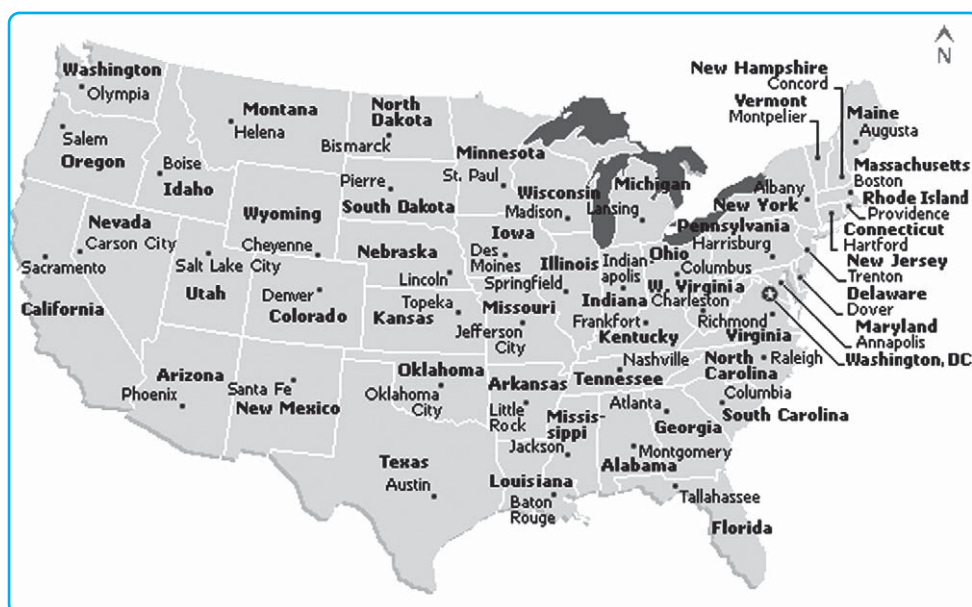 N
Washington
Olympia
Montana
Helena
North
Dakota
Bismarck
Minnesota
St. Paul
New Hampshire
Concord
Vermont
Montpelier
Maine
Augusta
Salem
Oregon
Boise
Idaho
Pierre
South Dakota
Wisconsin
Madison
Michigan
Lansing
Albany
New York
Massachusetts
Boston
Rhode Island
Providence
Connecticut
Hartford
Wyoming
Cheyenne
Nevada
Carson City
Sacramento
California
Salt Lake City
Utah
Nebraska
Lincoln
Iowa
Des
Moines
Illinois
Springfield
Indian-
apolis
Indiana
Ohio
Columbus
Pennsylvania
Harrisburg
New Jersey
Trenton
Delaware
Dover
Maryland
Annapolis
Washington, DC
W. Virginia
Charleston
Richmond
Virginia
Denver
Colorado
Topeka
Kansas
Missouri
Jefferson
City
Frankfort
Kentucky
Nashville
Tennessee
North
Carolina
Raleigh
Columbia
South Carolina
Arizona
Phoenix
Santa Fe
New Mexico
Oklahoma
Oklahoma
City
Arkansas
Little
Rock
Missis-
sippi
Jackson
Atlanta
Georgia
Montgomery
Alabama
Texas
Austin
Louisiana
Baton
Rouge
Tallahassee
Florida